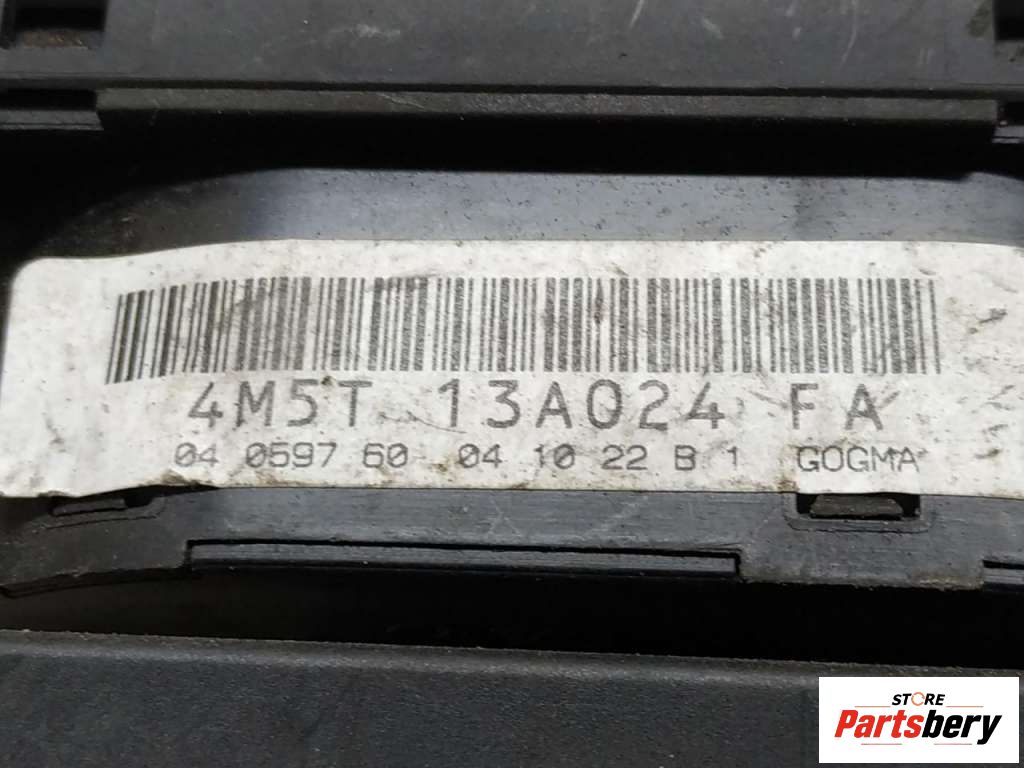 4M5T 13A024 FA
04 0597 60 04 10 22 B 1 GOGMA
STORE
Partsbery